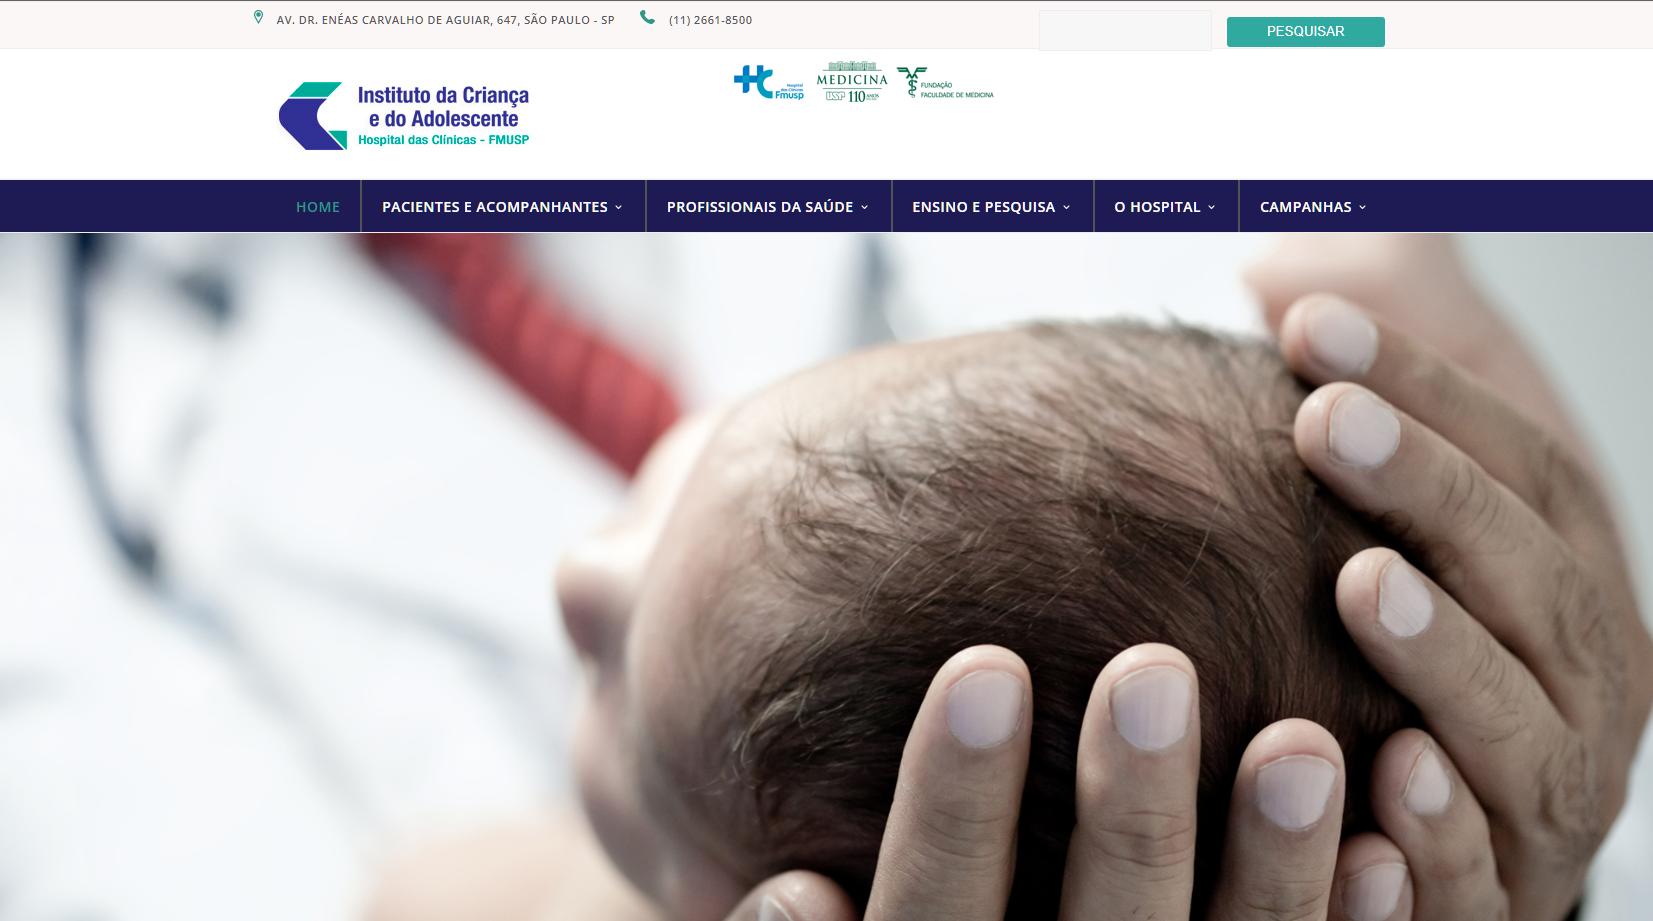 AV. DR. ENÉAS CARVALHO DE AGUIAR, 647, SÃO PAULO - SP
(11) 2661-8500
PESQUISAR
Instituto da Criança
e do Adolescente
Hospital das Clínicas - FMUSP
Hospital
das Clínicas
Fmusp
MEDICINA
USP 110 ANOS
FUNDAÇÃO
FACULDADE DE MEDICINA
HOME
PACIENTES E ACOMPANHANTES
PROFISSIONAIS DA SAÚDE
ENSINO E PESQUISA
O HOSPITAL
CAMPANHAS